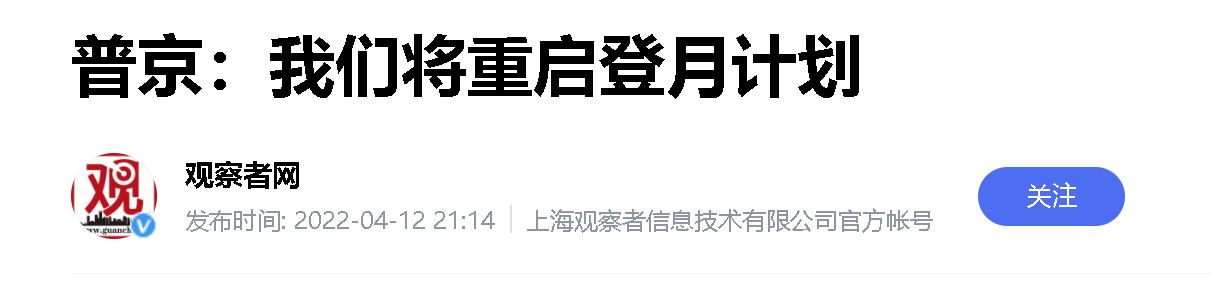 普京：我们将重启登月计划
观察者网
发布时间: 2022-04-12 21:14 上海观察者信息技术有限公司官方帐号
关注
观
www.guanch